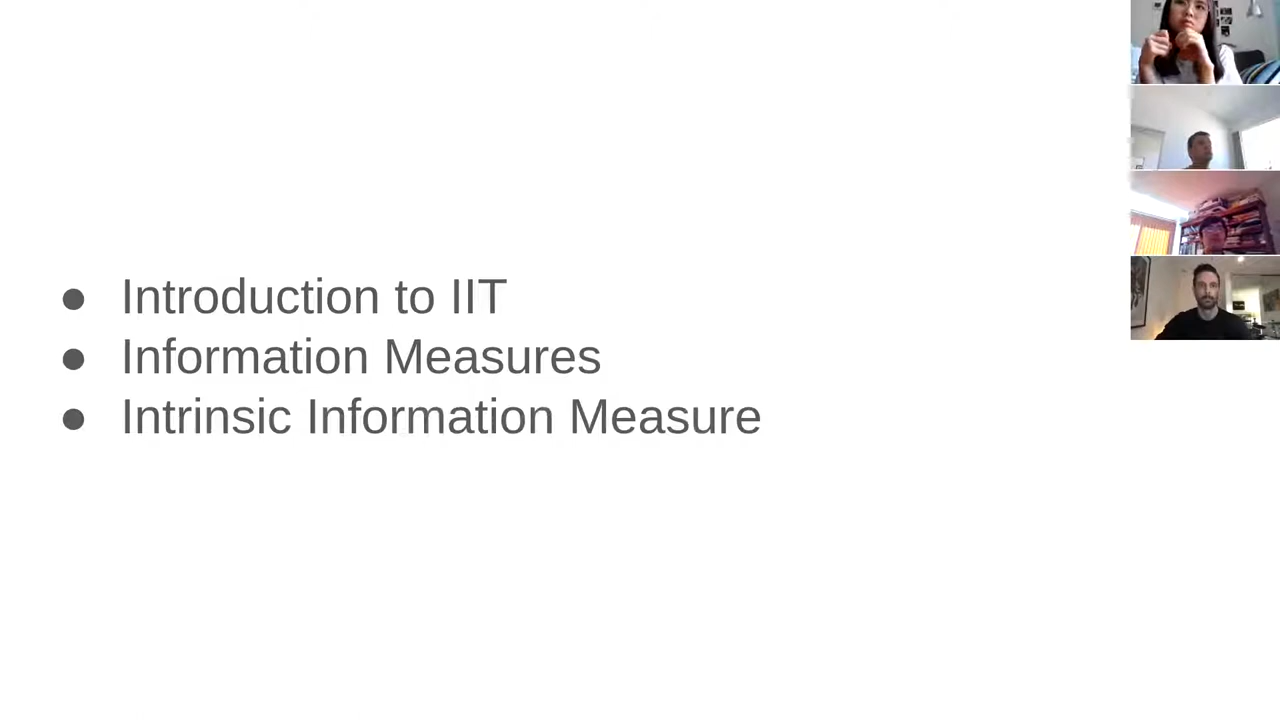 ● Introduction to IIT
● Information Measures
● Intrinsic Information Measure